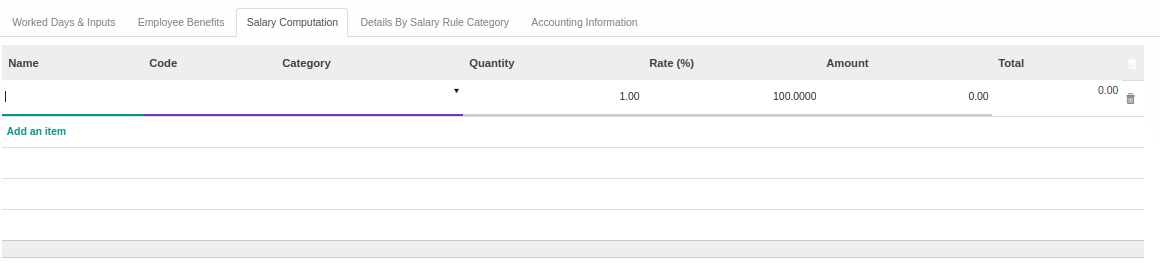 Worked Days & Inputs Employee Benefits Salary Computation Details By Salary Rule Category Accounting Information
Name Code Category Quantity Rate (%) Amount Total
1.00 100.0000 0.00 0.00
Add an item